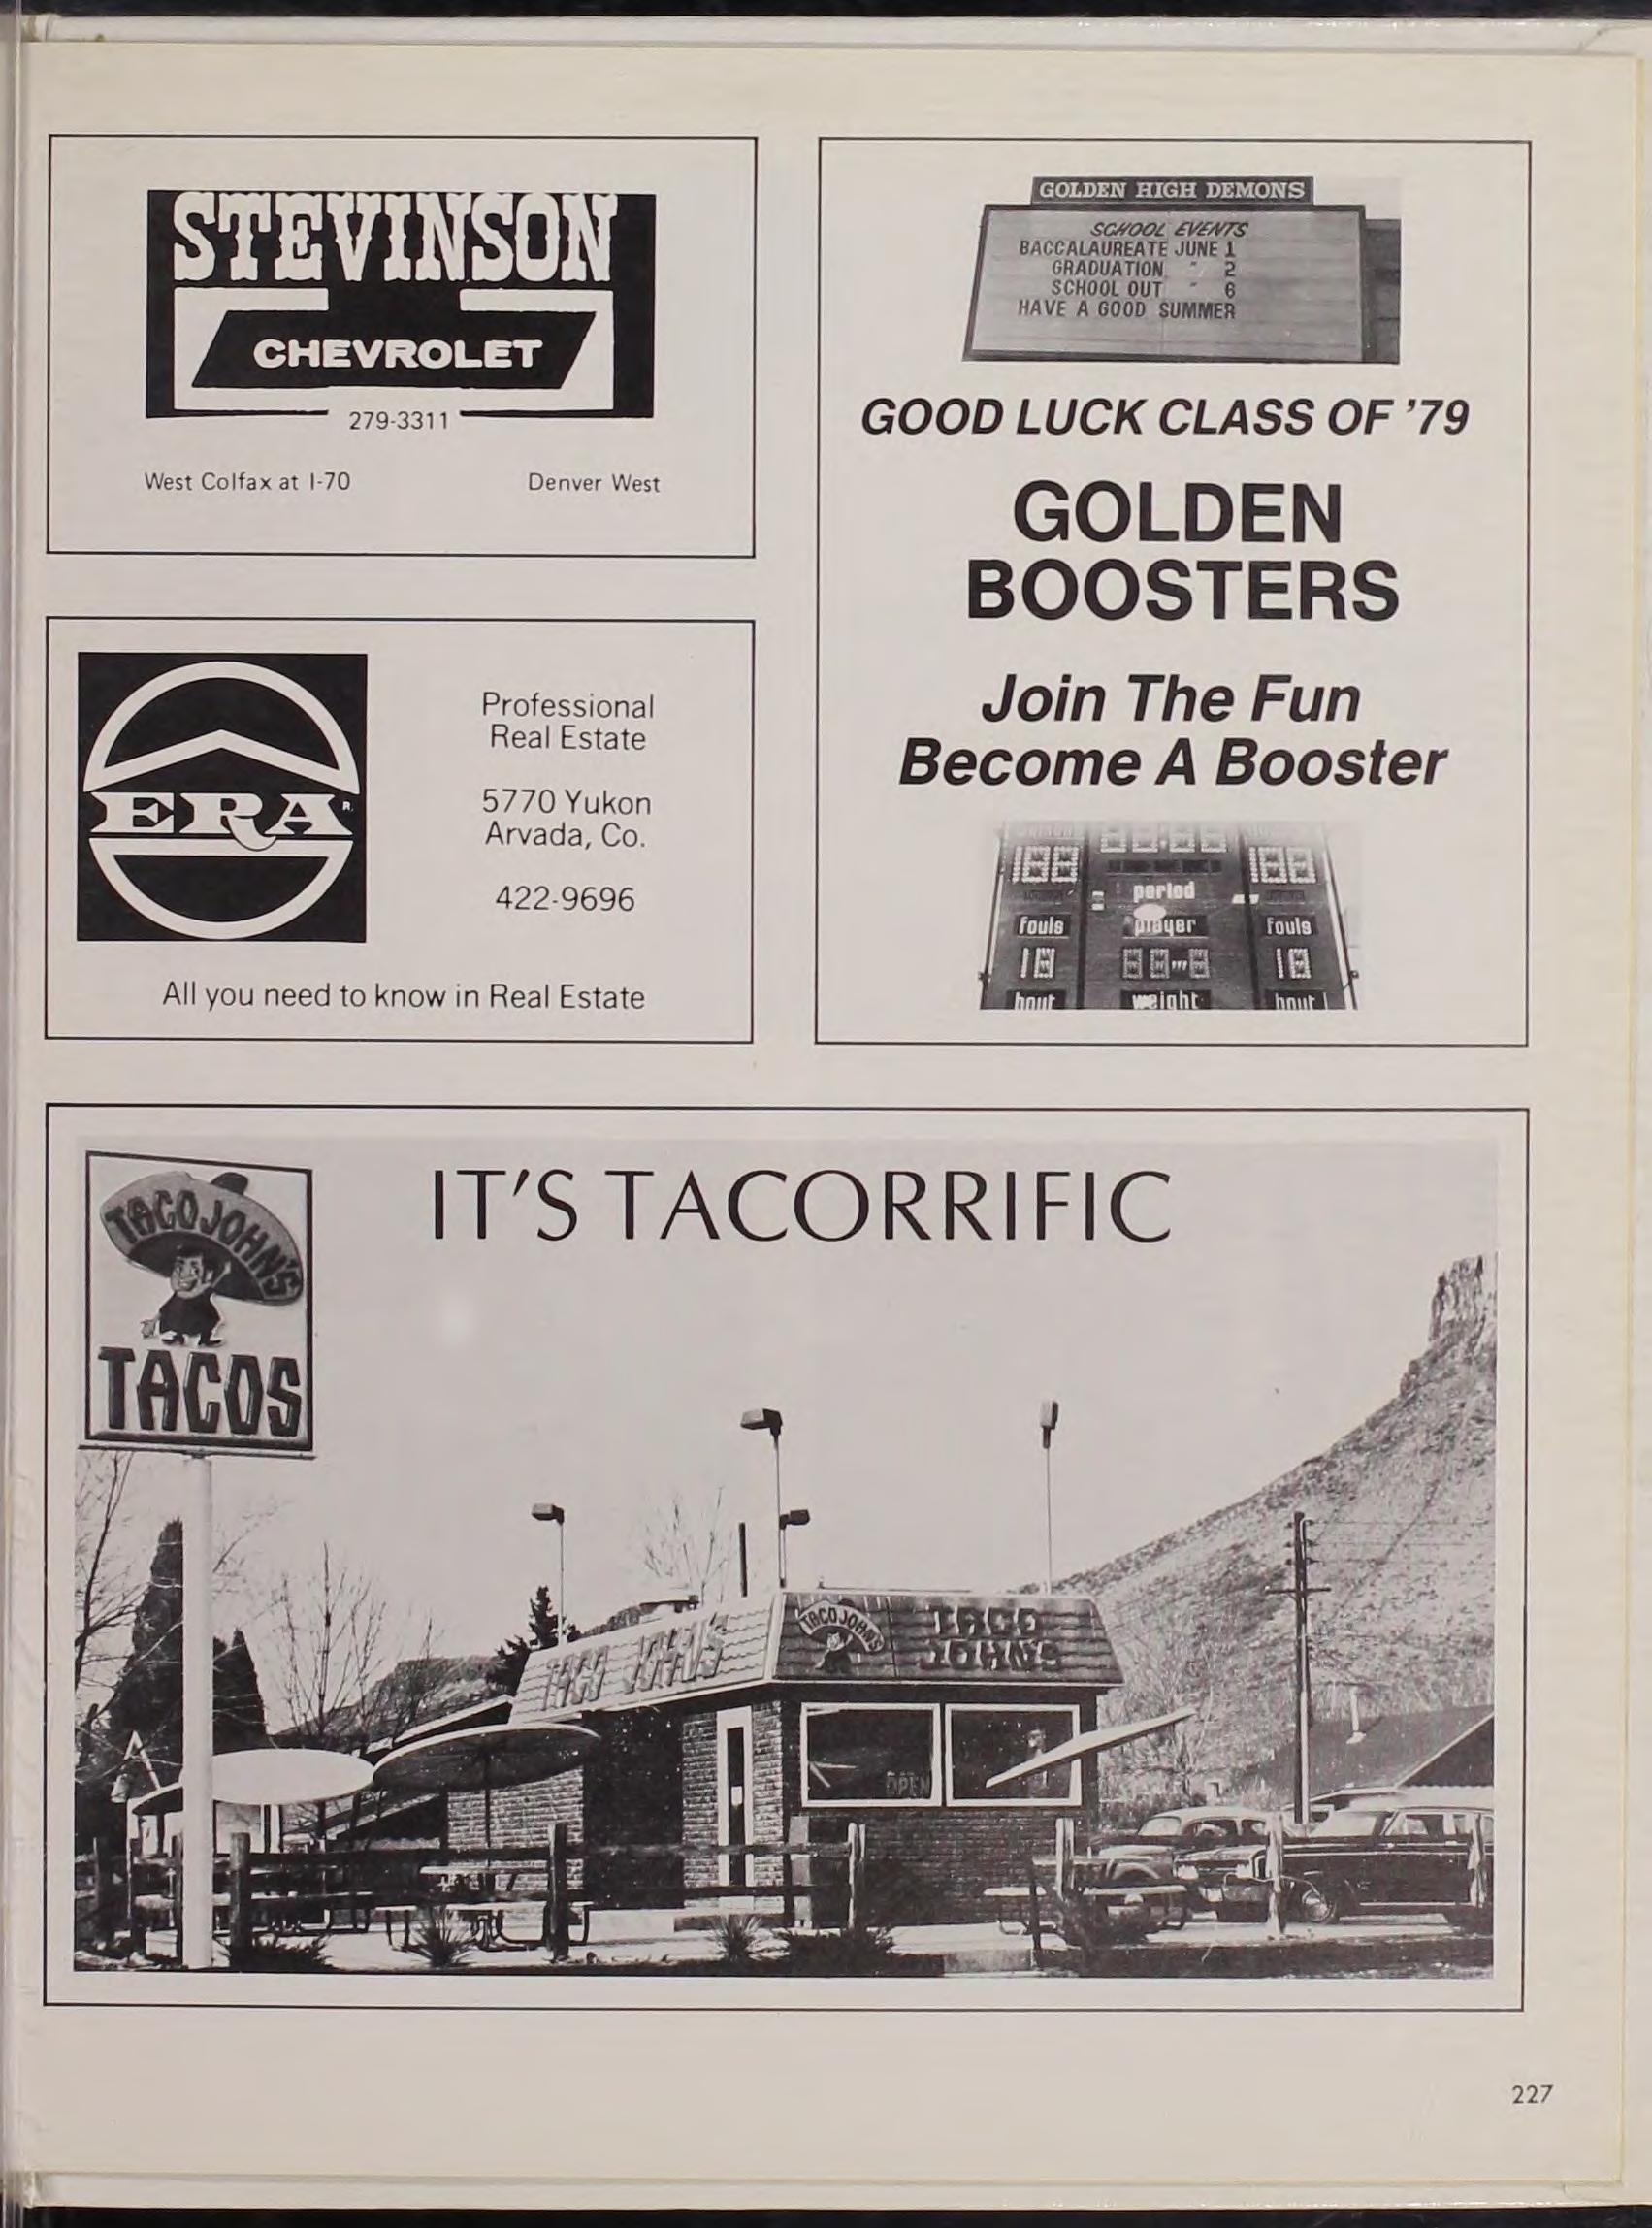 STEVINSON
CHEVROLET
279-3311
West Colfax at I-70 Denver West
ERA R.
Professional
Real Estate
5770 Yukon
Arvada, Co.
422-9696
All you need to know in Real Estate
GOLDEN HIGH DEMONS
SCHOOL EVENTS
BACCALAUREATE JUNE 1
GRADUATION " 2
SCHOOL OUT " 6
HAVE A GOOD SUMMER
GOOD LUCK CLASS OF '79
GOLDEN
BOOSTERS
Join The Fun
Become A Booster
period
fouls player fouls
bout weight bout
IT'S TACORRIFIC
TACO JOHN'S
TACOS
TACO JOHN'S
TACO JOHN'S
TACO
JOHN'S
OPEN
227